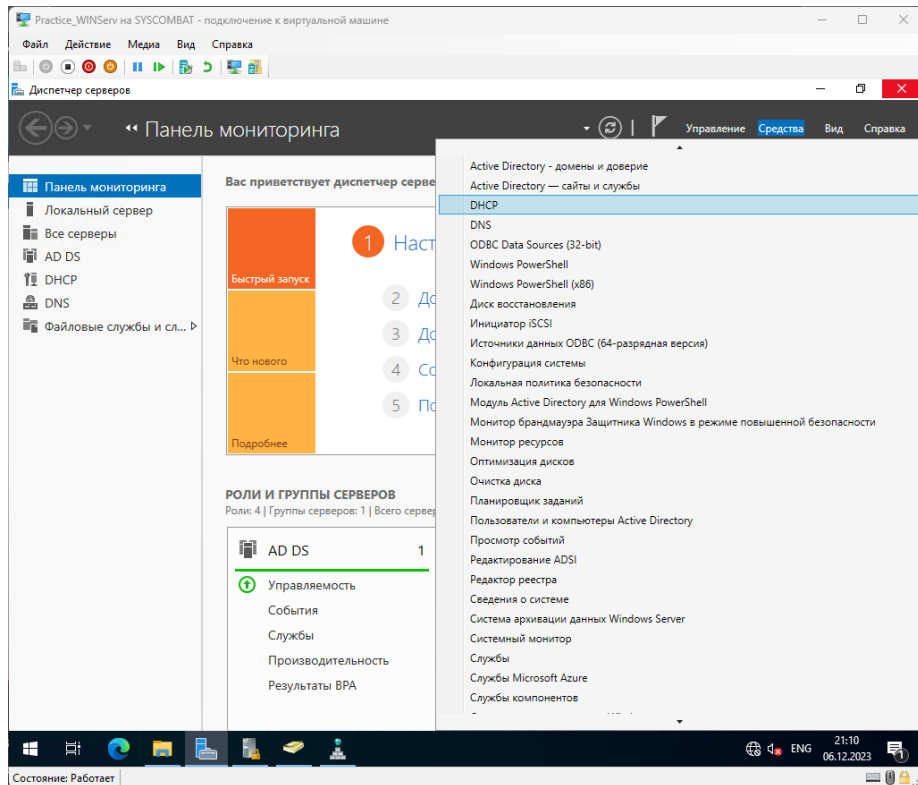 Practice_WINServ на SYSCOMBAT - подключение к виртуальной машине
Файл Действие Медиа Вид Справка
Диспетчер серверов
Панель мониторинга
Управление Средства Вид Справка
Панель мониторинга
Локальный сервер
Все серверы
AD DS
DHCP
DNS
Файловые службы и сл...
Вас приветствует диспетчер серве
Быстрый запуск
Что нового
Подробнее
1 Наст
2 До
3 До
4 Со
5 По
РОЛИ И ГРУППЫ СЕРВЕРОВ
Роли: 4 | Группы серверов: 1 | Всего сервер
AD DS 1
Управляемость
События
Службы
Производительность
Результаты BPA
Active Directory - домены и доверие
Active Directory — сайты и службы
DHCP
DNS
ODBC Data Sources (32-bit)
Windows PowerShell
Windows PowerShell (x86)
Диск восстановления
Инициатор iSCSI
Источники данных ODBC (64-разрядная версия)
Конфигурация системы
Локальная политика безопасности
Модуль Active Directory для Windows PowerShell
Монитор брандмауэра Защитника Windows в режиме повышенной безопасности
Монитор ресурсов
Оптимизация дисков
Очистка диска
Планировщик заданий
Пользователи и компьютеры Active Directory
Просмотр событий
Редактирование ADSI
Редактор реестра
Сведения о системе
Система архивации данных Windows Server
Системный монитор
Службы
Службы Microsoft Azure
Службы компонентов
ENG
21:10
06.12.2023
1
Состояние: Работает